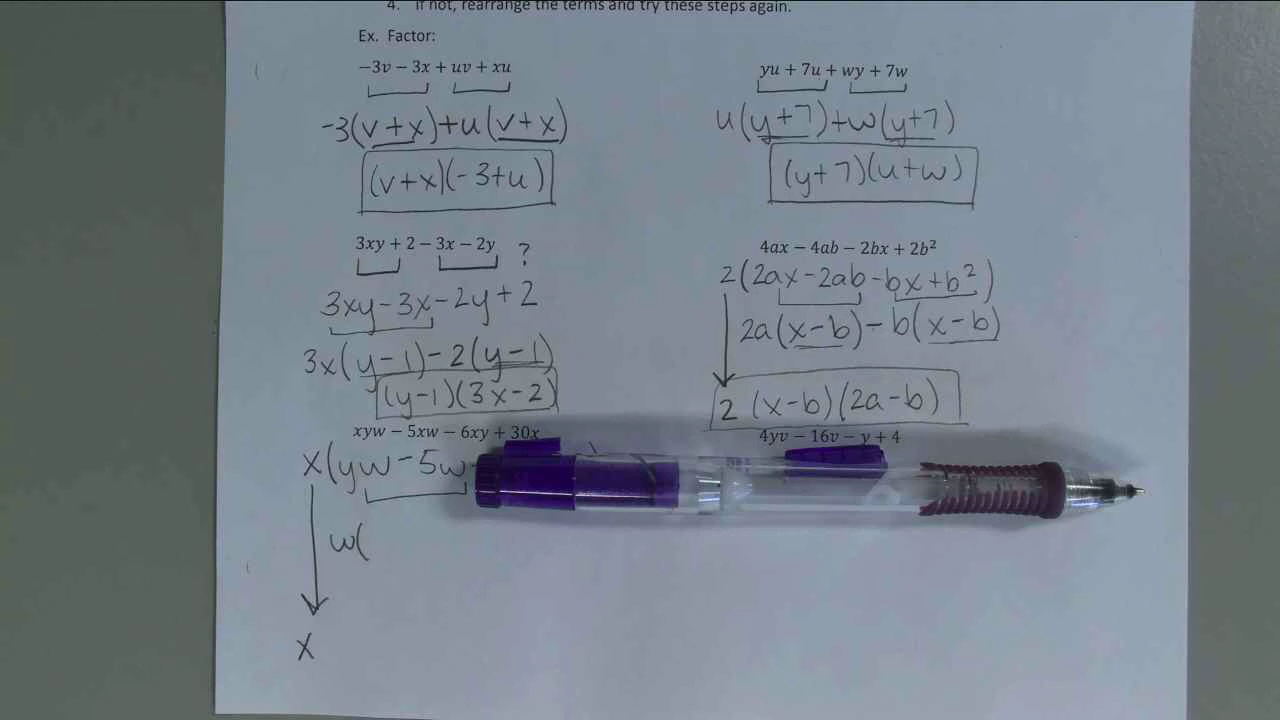 4. If not, rearrange the terms and try these steps again.
Ex. Factor:
−3v − 3x + uv + xu
-3(v+x)+u(v+x)
(v+x)(-3+u)
yu + 7u + wy + 7w
u(y+7)+w(y+7)
(y+7)(u+w)
3xy + 2 − 3x − 2y ?
3xy-3x-2y+2
3x(y-1)-2(y-1)
(y-1)(3x-2)
4ax − 4ab − 2bx + 2b²
2(2ax-2ab-bx+b²)
2a(x-b)-b(x-b)
2 (x-b)(2a-b)
xyw − 5xw − 6xy + 30x
x(yw-5w
w(
x
4yv − 16v − y + 4